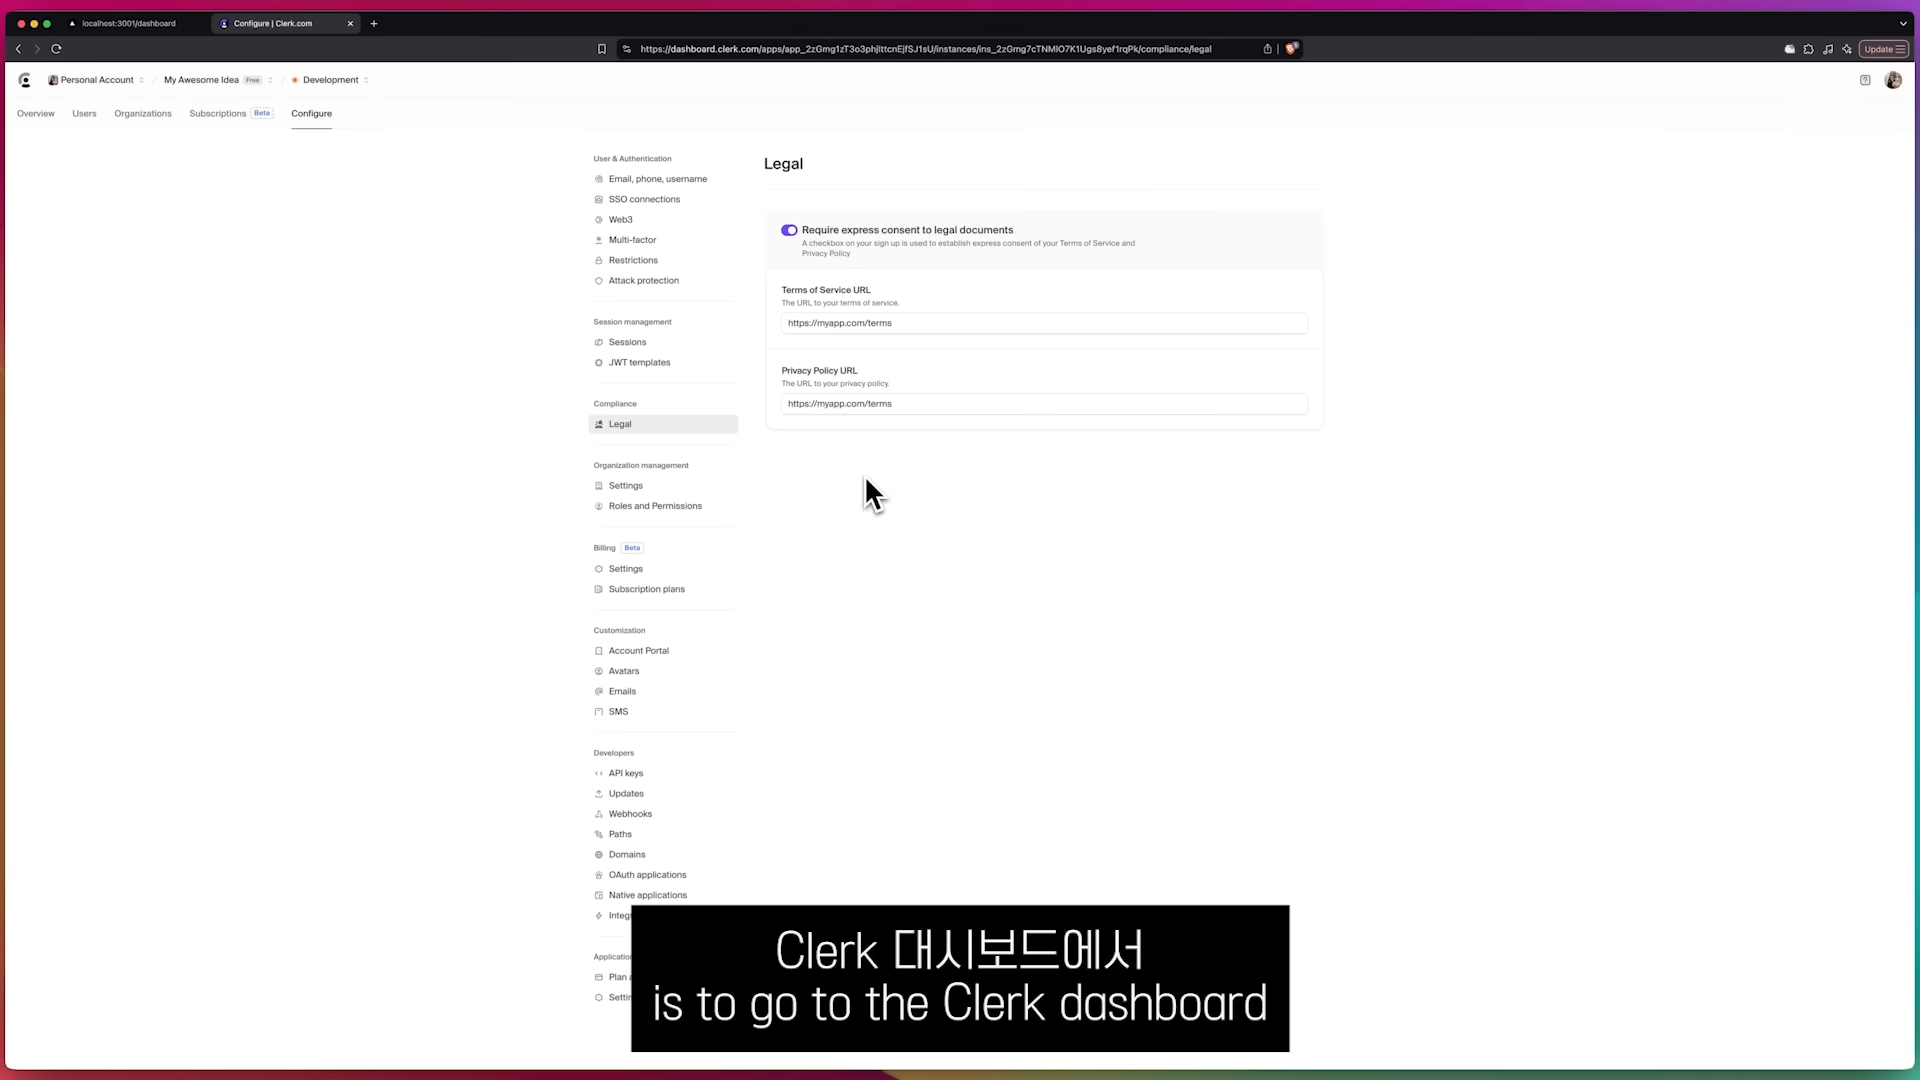 localhost:3001/dashboard
Configure | Clerk.com
https://dashboard.clerk.com/apps/app_2zGmg1zT3o3phjIttcnEjfSJ1sU/instances/ins_2zGmg7cTNMIO7K1Ugs8yef1rqPk/compliance/legal
Update
Personal Account
My Awesome Idea Free
Development
Overview
Users
Organizations
Subscriptions Beta
Configure
User & Authentication
Email, phone, username
SSO connections
Web3
Multi-factor
Restrictions
Attack protection
Session management
Sessions
JWT templates
Compliance
Legal
Organization management
Settings
Roles and Permissions
Billing Beta
Settings
Subscription plans
Customization
Account Portal
Avatars
Emails
SMS
Developers
API keys
Updates
Webhooks
Paths
Domains
OAuth applications
Native applications
Legal
Require express consent to legal documents
A checkbox on your sign up is used to establish express consent of your Terms of Service and
Privacy Policy
Terms of Service URL
The URL to your terms of service.
https://myapp.com/terms
Privacy Policy URL
The URL to your privacy policy.
https://myapp.com/terms
Clerk 대시보드에서
is to go to the Clerk dashboard